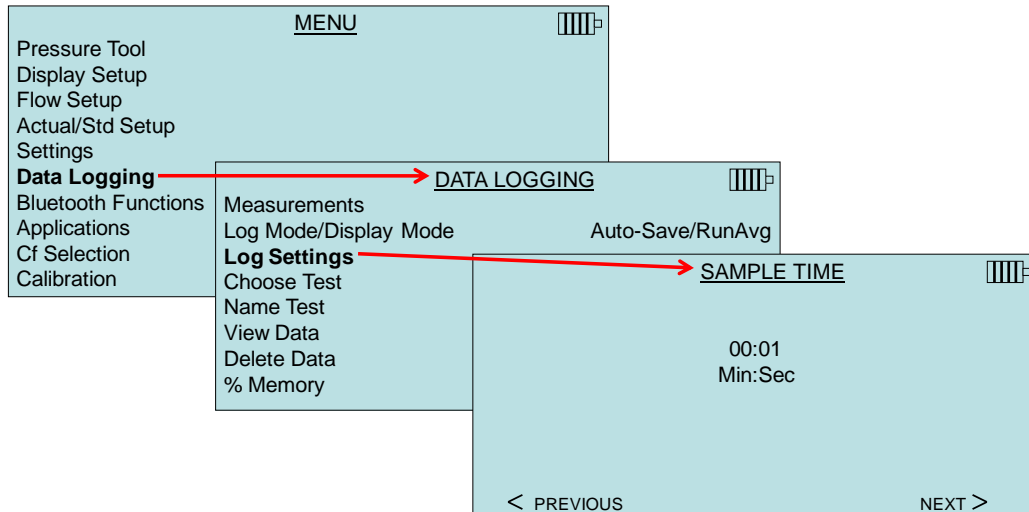 MENU
Pressure Tool
Display Setup
Flow Setup
Actual/Std Setup
Settings
Data Logging
Bluetooth Functions
Applications
Cf Selection
Calibration
DATA LOGGING
Measurements
Log Mode/Display Mode Auto-Save/RunAvg
Log Settings
Choose Test
Name Test
View Data
Delete Data
% Memory
SAMPLE TIME
00:01
Min:Sec
< PREVIOUS NEXT >